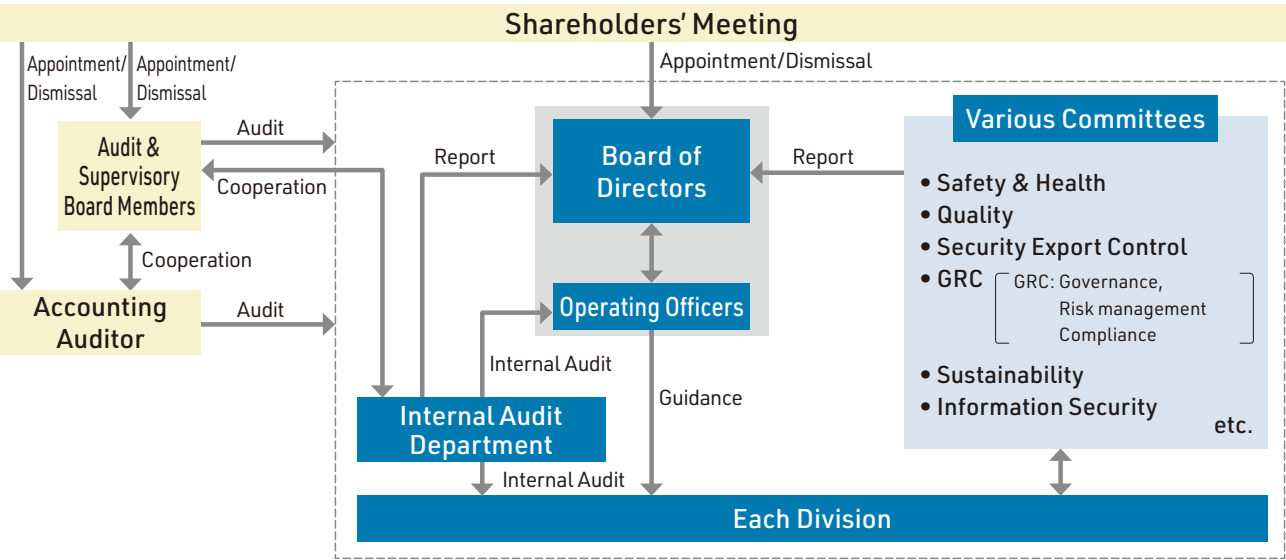 Shareholders' Meeting
Appointment/
Dismissal
Appointment/
Dismissal
Appointment/Dismissal
Audit &
Supervisory
Board Members
Audit
Cooperation
Cooperation
Accounting
Auditor
Audit
Report
Board of
Directors
Report
Operating Officers
Internal Audit
Guidance
Internal Audit
Department
Internal Audit
Various Committees
• Safety & Health
• Quality
• Security Export Control
• GRC
GRC: Governance,
Risk management
Compliance
• Sustainability
• Information Security
etc.
Each Division